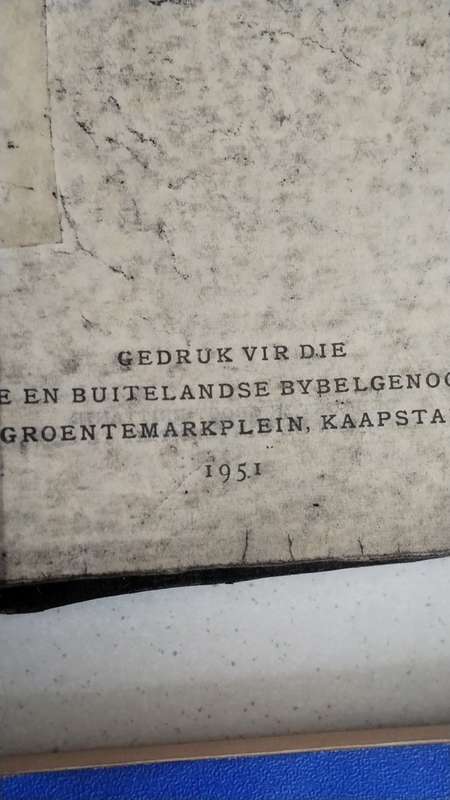 GEDRUK VIR DIE
E EN BUITELANDSE BYBELGENOO
GROENTEMARKPLEIN, KAAPSTA
1951